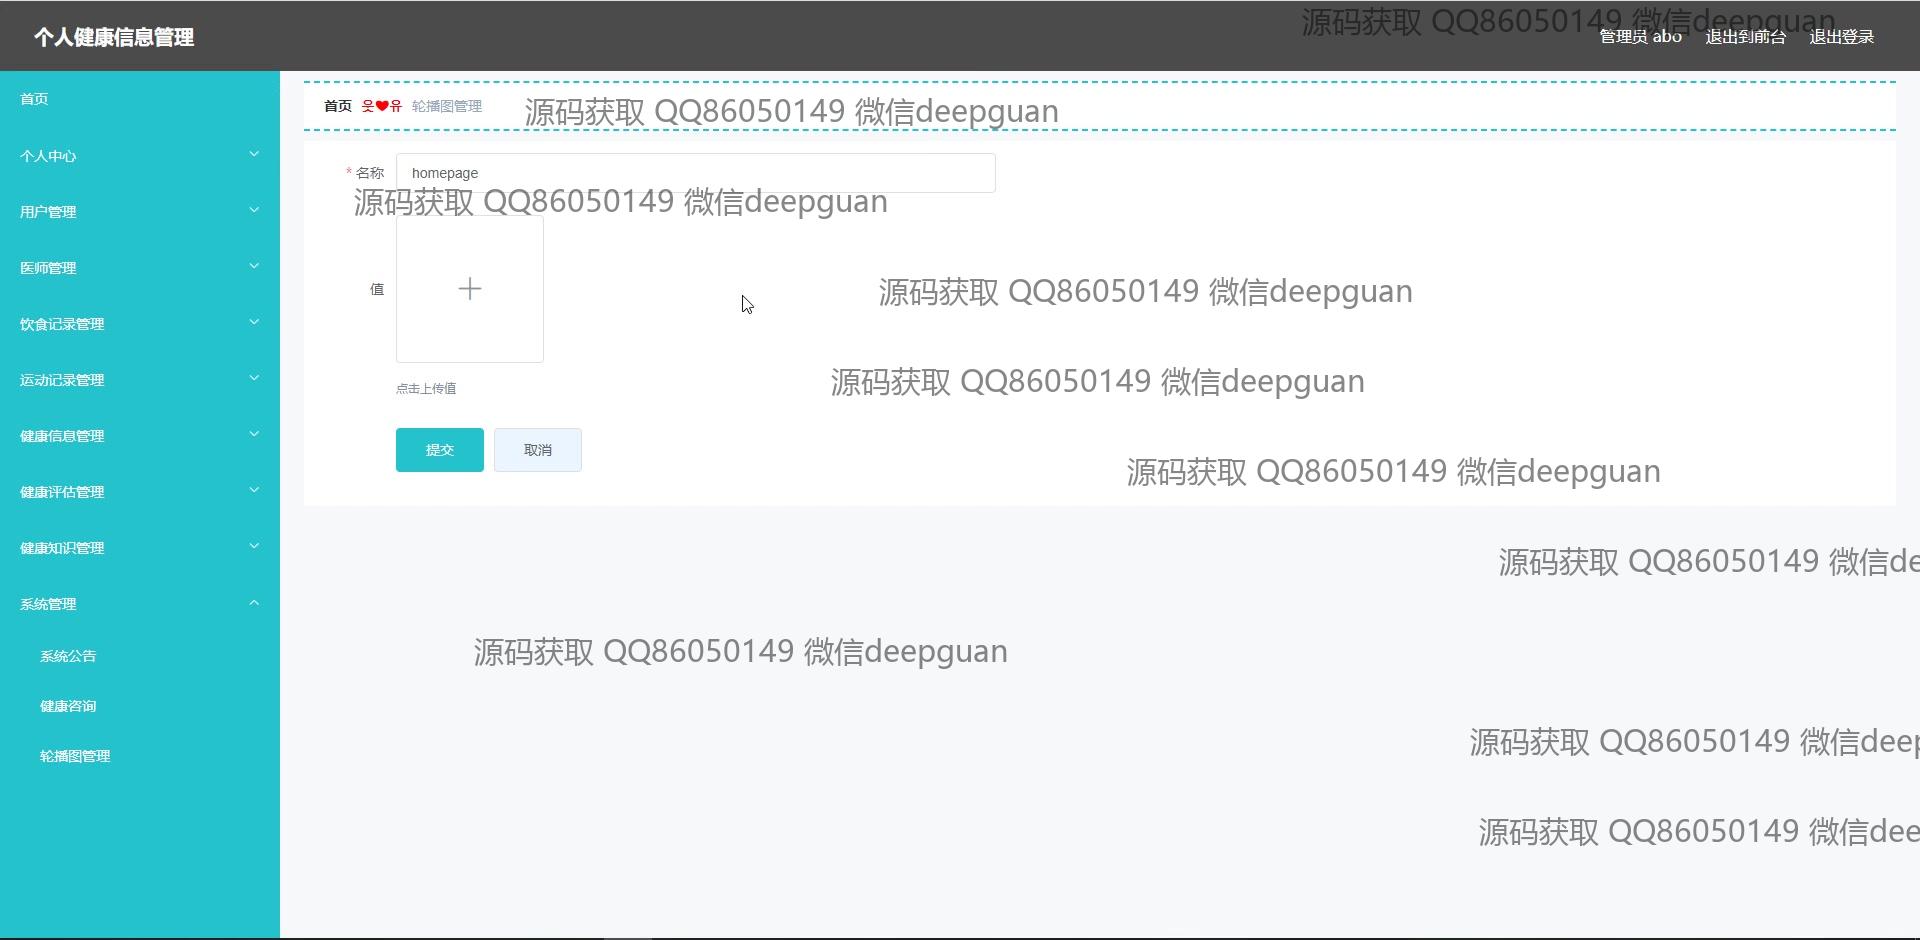 个人健康信息管理
源码获取 QQ86050149 微信deepguan
管理员 abo 退出到前台 退出登录
首页
个人中心
用户管理
医师管理
饮食记录管理
运动记录管理
健康信息管理
健康评估管理
健康知识管理
系统管理
系统公告
健康咨询
轮播图管理
首页 웃❤유 轮播图管理
源码获取 QQ86050149 微信deepguan
* 名称 homepage
源码获取 QQ86050149 微信deepguan
值
源码获取 QQ86050149 微信deepguan
源码获取 QQ86050149 微信deepguan
点击上传值
提交 取消
源码获取 QQ86050149 微信deepguan
源码获取 QQ86050149 微信de
源码获取 QQ86050149 微信deepguan
源码获取 QQ86050149 微信deep
源码获取 QQ86050149 微信dee